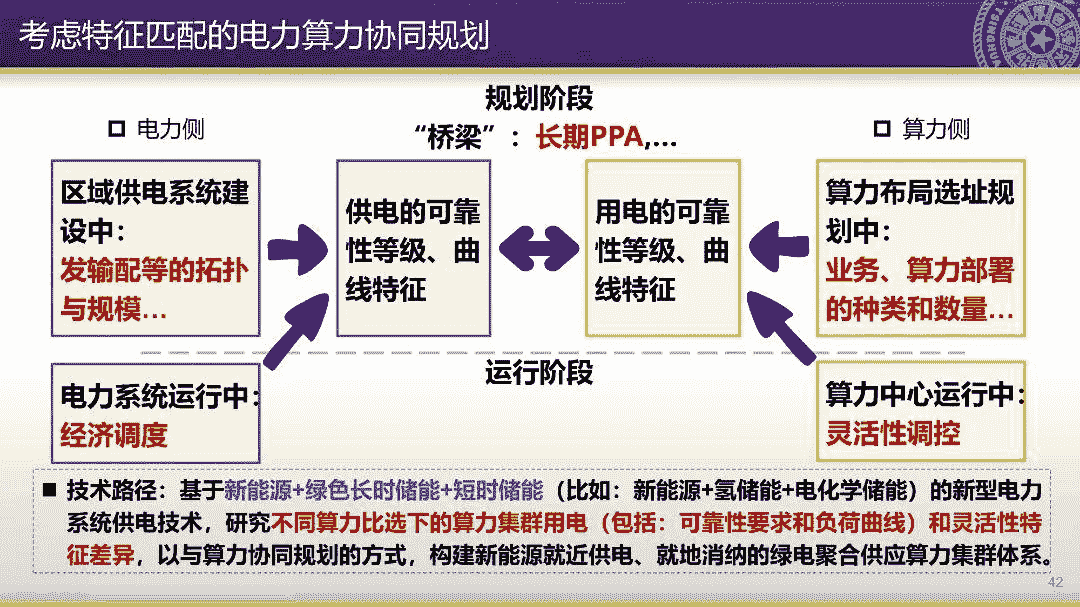 考虑特征匹配的电力算力协同规划
规划阶段
“桥梁”：长期PPA,...
电力侧
算力侧
区域供电系统建
设中：
发输配等的拓扑
与规模...
供电的可靠
性等级、曲
线特征
用电的可靠
性等级、曲
线特征
算力布局选址规
划中：
业务、算力部署
的种类和数量...
运行阶段
电力系统运行中：
经济调度
算力中心运行中：
灵活性调控
技术路径：基于新能源+绿色长时储能+短时储能（比如：新能源+氢储能+电化学储能）的新型电力
系统供电技术，研究不同算力比选下的算力集群用电（包括：可靠性要求和负荷曲线）和灵活性特
征差异，以与算力协同规划的方式，构建新能源就近供电、就地消纳的绿电聚合供应算力集群体系。
42